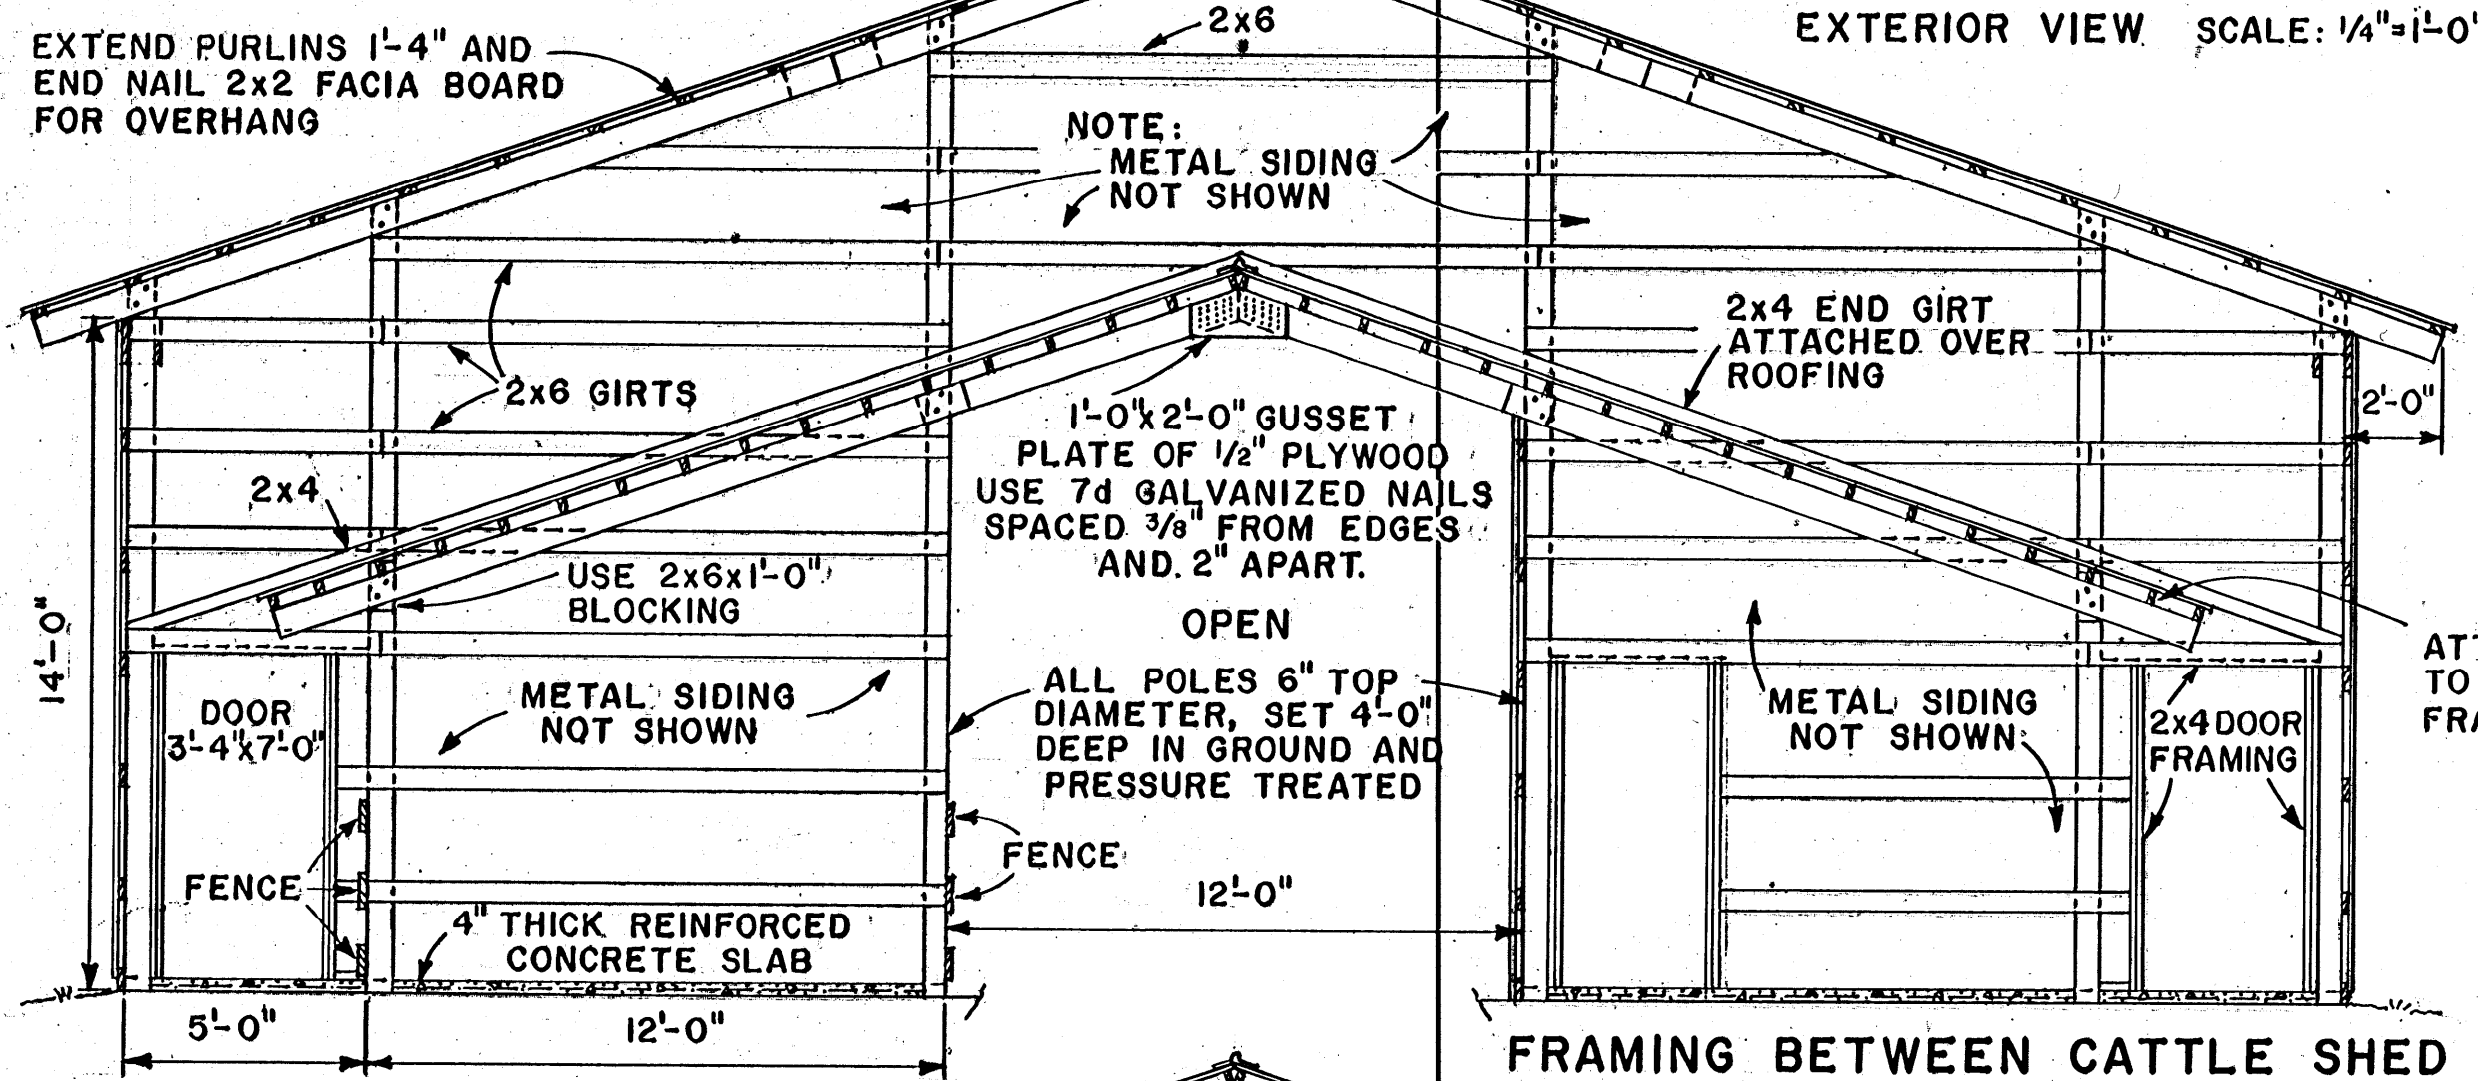 EXTEND PURLINS 1'-4" AND
END NAIL 2x2 FACIA BOARD
FOR OVERHANG
2x6
EXTERIOR VIEW SCALE: 1/4"=1'-0"
NOTE:
METAL SIDING
NOT SHOWN
2x6 GIRTS
2x4 END GIRT
ATTACHED OVER
ROOFING
2'-0"
1'-0"x2'-0" GUSSET
PLATE OF 1/2" PLYWOOD
USE 7d GALVANIZED NAILS
SPACED 3/8" FROM EDGES
AND 2" APART.
2x4
USE 2x6x1'-0"
BLOCKING
14'-0"
OPEN
DOOR
3'-4"x7'-0"
METAL SIDING
NOT SHOWN
ALL POLES 6" TOP
DIAMETER, SET 4'-0"
DEEP IN GROUND AND
PRESSURE TREATED
METAL SIDING
NOT SHOWN
2x4 DOOR
FRAMING
ATT
TO
FRA
FENCE
FENCE
12'-0"
4" THICK REINFORCED
CONCRETE SLAB
5'-0"
12'-0"
FRAMING BETWEEN CATTLE SHED